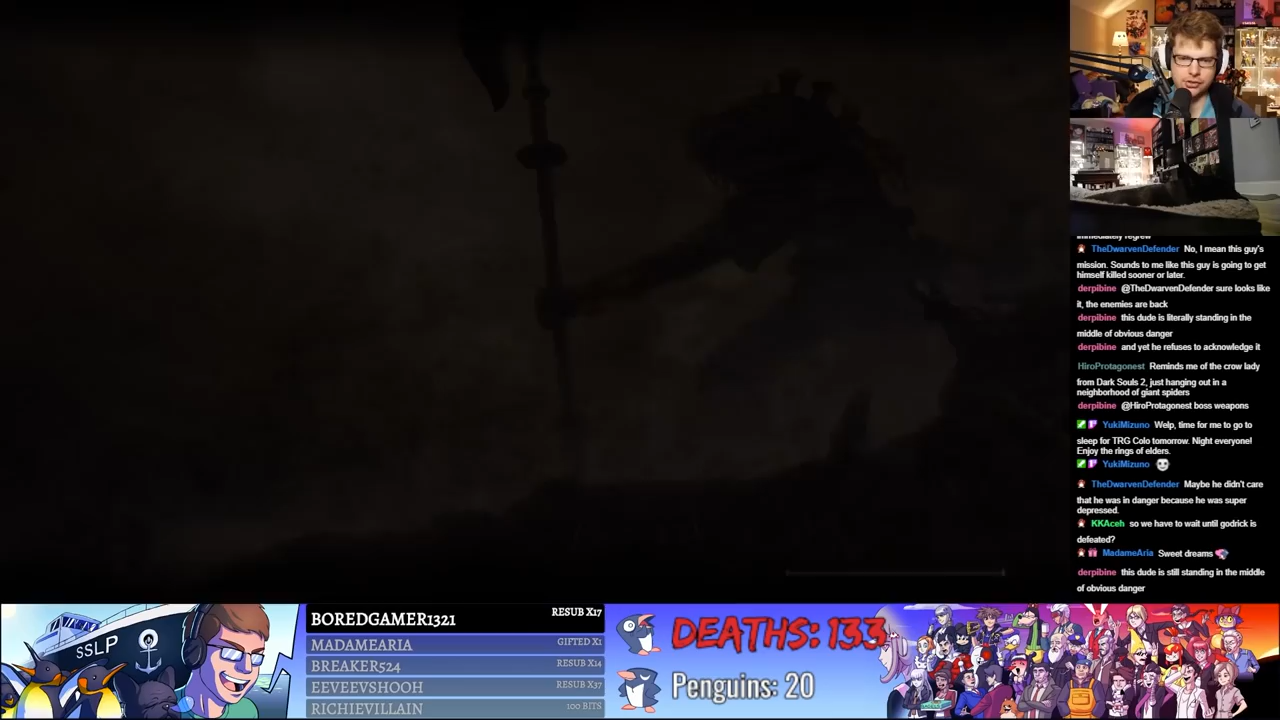 immediately regrew
TheDwarvenDefender No, I mean this guy's
mission. Sounds to me like this guy is going to get
himself killed sooner or later.
derpibine @TheDwarvenDefender sure looks like
it, the enemies are back
derpibine this dude is literally standing in the
middle of obvious danger
derpibine and yet he refuses to acknowledge it
HiroProtagonest Reminds me of the crow lady
from Dark Souls 2, just hanging out in a
neighborhood of giant spiders
derpibine @HiroProtagonest boss weapons
YukiMizuno Welp, time for me to go to
sleep for TRG Colo tomorrow. Night everyone!
Enjoy the rings of elders.
YukiMizuno
TheDwarvenDefender Maybe he didn't care
that he was in danger because he was super
depressed.
KKAceh so we have to wait until godrick is
defeated?
MadameAria Sweet dreams
derpibine this dude is still standing in the middle
of obvious danger
SSLP
BOREDGAMER1321 RESUB X17
MADAMEARIA GIFTED X1
BREAKER524 RESUB X14
EEVEEVSHOOH RESUB X37
RICHIEVILLAIN 100 BITS
DEATHS: 133
Penguins: 20